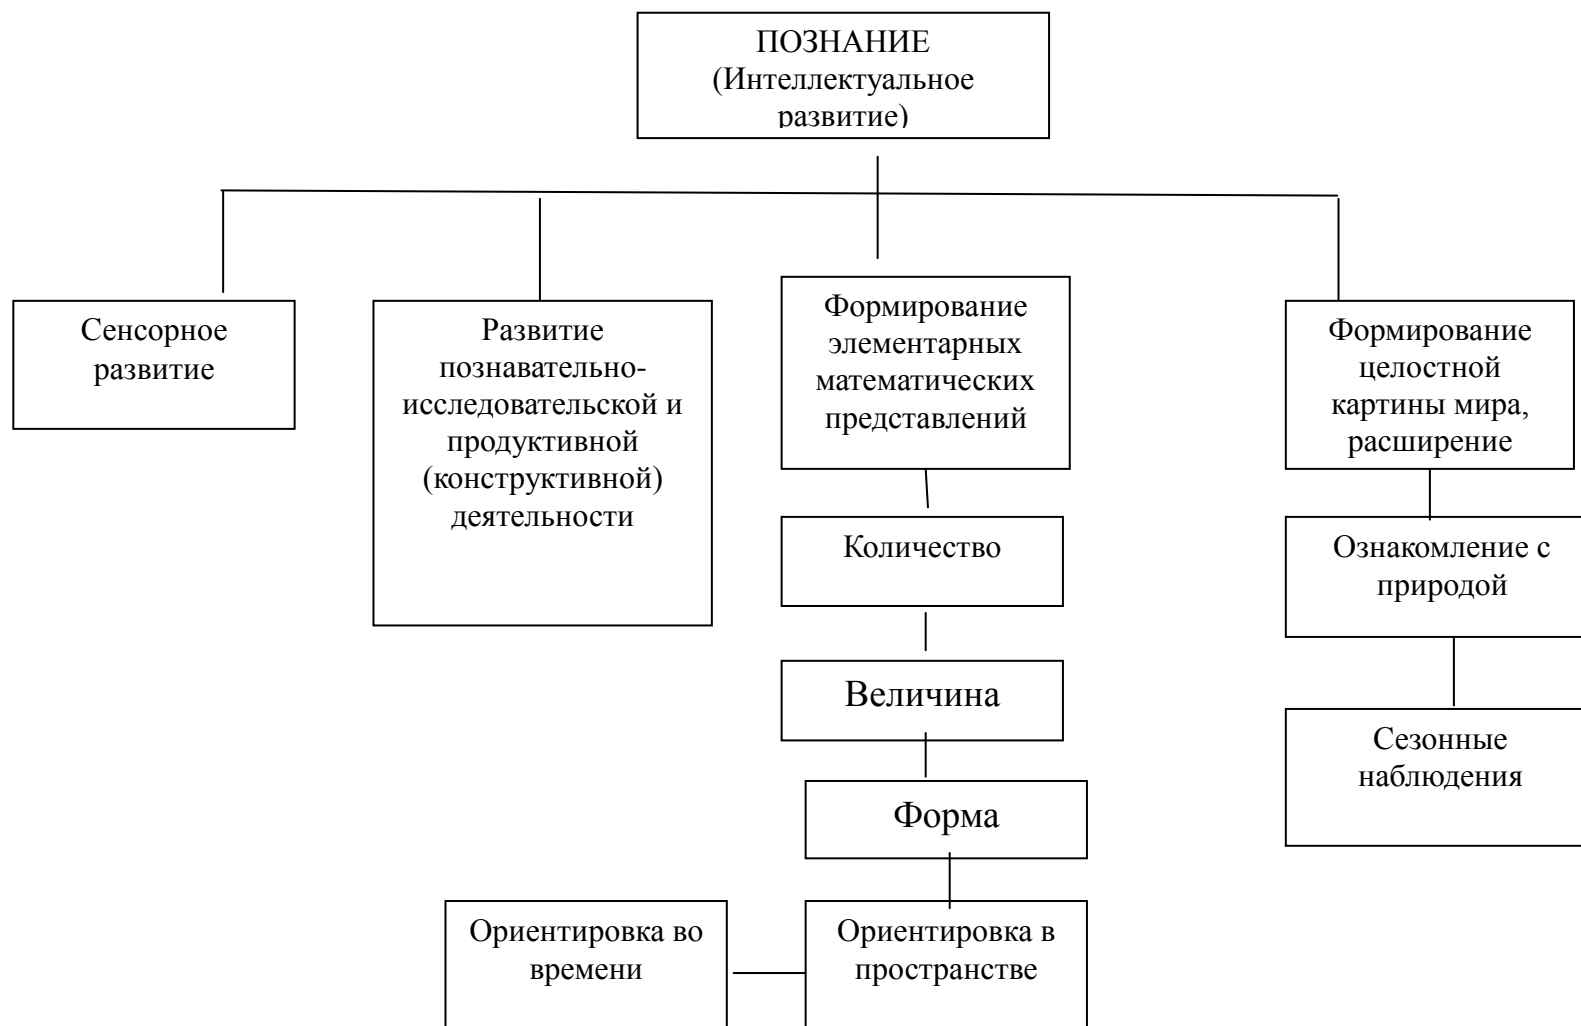 ПОЗНАНИЕ
(Интеллектуальное
развитие)
Сенсорное
развитие
Развитие
познавательно-
исследовательской и
продуктивной
(конструктивной)
деятельности
Формирование
элементарных
математических
представлений
Формирование
целостной
картины мира,
расширение
Количество
Ознакомление с
природой
Величина
Сезонные
наблюдения
Форма
Ориентировка во
времени
Ориентировка в
пространстве